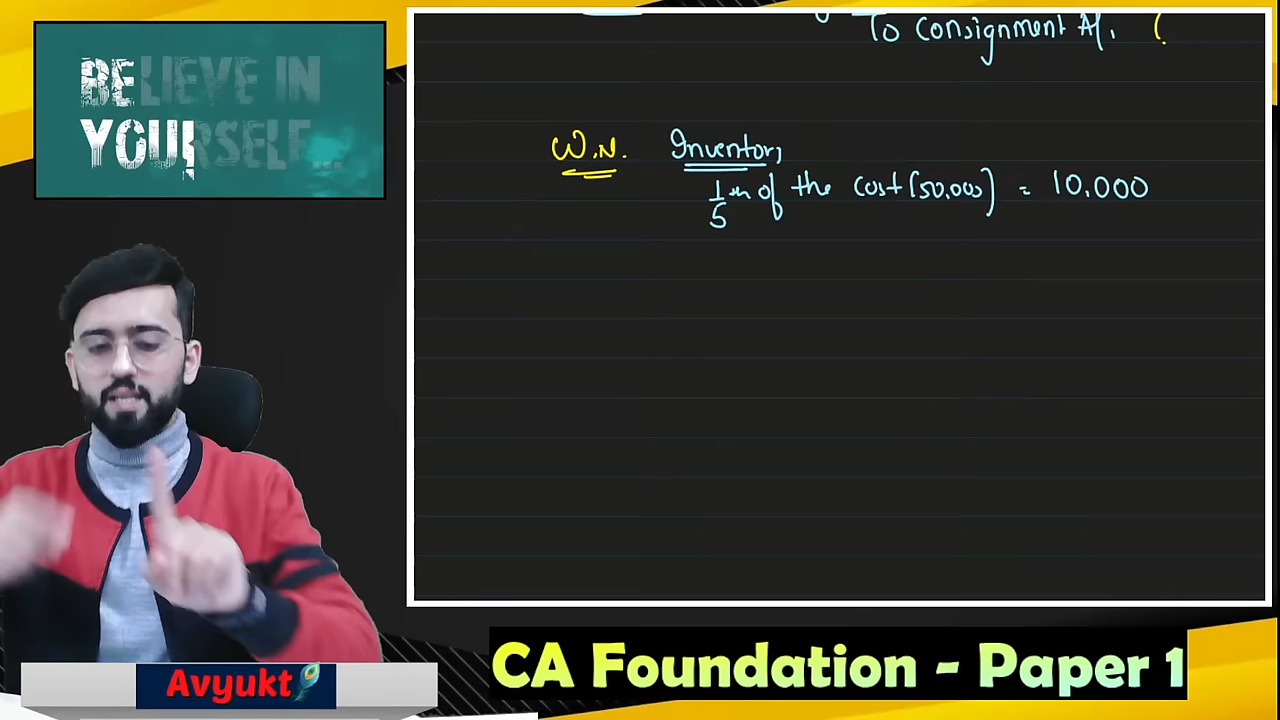 BELIEVE IN
YOURSELF...
To Consignment A/c. (
W.N. Inventory
1/5th of the cost (50,000) = 10,000
Avyukt
CA Foundation - Paper 1